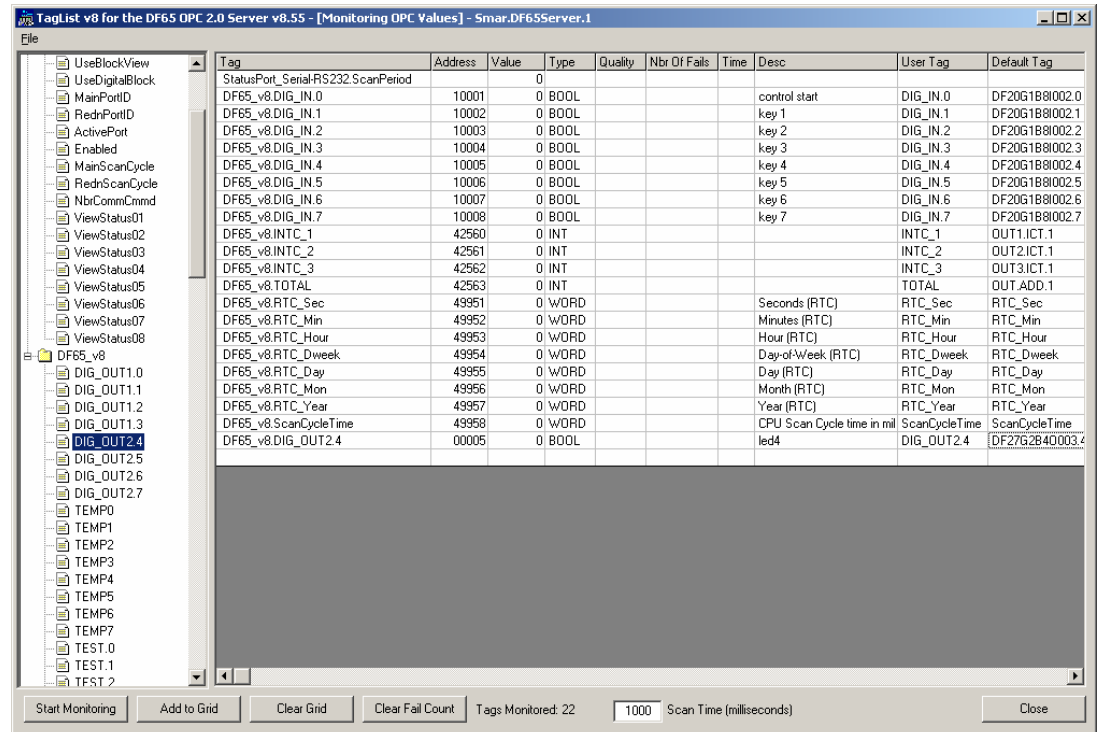 TagList v8 for the DF65 OPC 2.0 Server v8.55 - [Monitoring OPC Values] - Smar.DF65Server.1
File
UseBlockView
UseDigitalBlock
MainPortID
RednPortID
ActivePort
Enabled
MainScanCycle
RednScanCycle
NbrCommCmmd
ViewStatus01
ViewStatus02
ViewStatus03
ViewStatus04
ViewStatus05
ViewStatus06
ViewStatus07
ViewStatus08
DF65_v8
DIG_OUT1.0
DIG_OUT1.1
DIG_OUT1.2
DIG_OUT1.3
DIG_OUT2.4
DIG_OUT2.5
DIG_OUT2.6
DIG_OUT2.7
TEMP0
TEMP1
TEMP2
TEMP3
TEMP4
TEMP5
TEMP6
TEMP7
TEST.0
TEST.1
TEST.2
Tag Address Value Type Quality Nbr Of Fails Time Desc User Tag Default Tag
StatusPort_Serial-RS232.ScanPeriod 0
DF65_v8.DIG_IN.0 10001 0 BOOL control start DIG_IN.0 DF20G1B8I002.0
DF65_v8.DIG_IN.1 10002 0 BOOL key 1 DIG_IN.1 DF20G1B8I002.1
DF65_v8.DIG_IN.2 10003 0 BOOL key 2 DIG_IN.2 DF20G1B8I002.2
DF65_v8.DIG_IN.3 10004 0 BOOL key 3 DIG_IN.3 DF20G1B8I002.3
DF65_v8.DIG_IN.4 10005 0 BOOL key 4 DIG_IN.4 DF20G1B8I002.4
DF65_v8.DIG_IN.5 10006 0 BOOL key 5 DIG_IN.5 DF20G1B8I002.5
DF65_v8.DIG_IN.6 10007 0 BOOL key 6 DIG_IN.6 DF20G1B8I002.6
DF65_v8.DIG_IN.7 10008 0 BOOL key 7 DIG_IN.7 DF20G1B8I002.7
DF65_v8.INTC_1 42560 0 INT INTC_1 OUT1.ICT.1
DF65_v8.INTC_2 42561 0 INT INTC_2 OUT2.ICT.1
DF65_v8.INTC_3 42562 0 INT INTC_3 OUT3.ICT.1
DF65_v8.TOTAL 42563 0 INT TOTAL OUT.ADD.1
DF65_v8.RTC_Sec 49951 0 WORD Seconds (RTC) RTC_Sec RTC_Sec
DF65_v8.RTC_Min 49952 0 WORD Minutes (RTC) RTC_Min RTC_Min
DF65_v8.RTC_Hour 49953 0 WORD Hour (RTC) RTC_Hour RTC_Hour
DF65_v8.RTC_Dweek 49954 0 WORD Day-of-Week (RTC) RTC_Dweek RTC_Dweek
DF65_v8.RTC_Day 49955 0 WORD Day (RTC) RTC_Day RTC_Day
DF65_v8.RTC_Mon 49956 0 WORD Month (RTC) RTC_Mon RTC_Mon
DF65_v8.RTC_Year 49957 0 WORD Year (RTC) RTC_Year RTC_Year
DF65_v8.ScanCycleTime 49958 0 WORD CPU Scan Cycle time in mil ScanCycleTime ScanCycleTime
DF65_v8.DIG_OUT2.4 00005 0 BOOL led4 DIG_OUT2.4 DF27G2B4O003.4
Start Monitoring Add to Grid Clear Grid Clear Fail Count Tags Monitored: 22 1000 Scan Time (milliseconds) Close